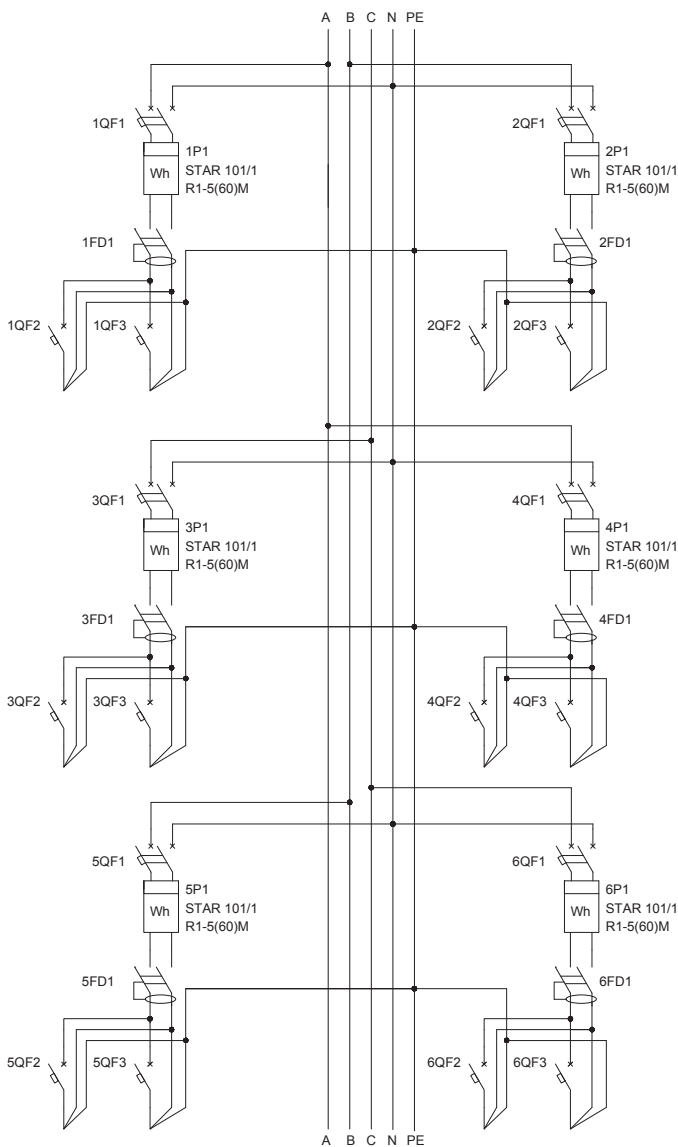 A B C N PE
1QF1
1P1
Wh
STAR 101/1
R1-5(60)M
1FD1
1QF2
1QF3
2QF1
2P1
Wh
STAR 101/1
R1-5(60)M
2FD1
2QF2
2QF3
3QF1
3P1
Wh
STAR 101/1
R1-5(60)M
3FD1
3QF2
3QF3
4QF1
4P1
Wh
STAR 101/1
R1-5(60)M
4FD1
4QF2
4QF3
5QF1
5P1
Wh
STAR 101/1
R1-5(60)M
5FD1
5QF2
5QF3
6QF1
6P1
Wh
STAR 101/1
R1-5(60)M
6FD1
6QF2
6QF3
A B C N PE